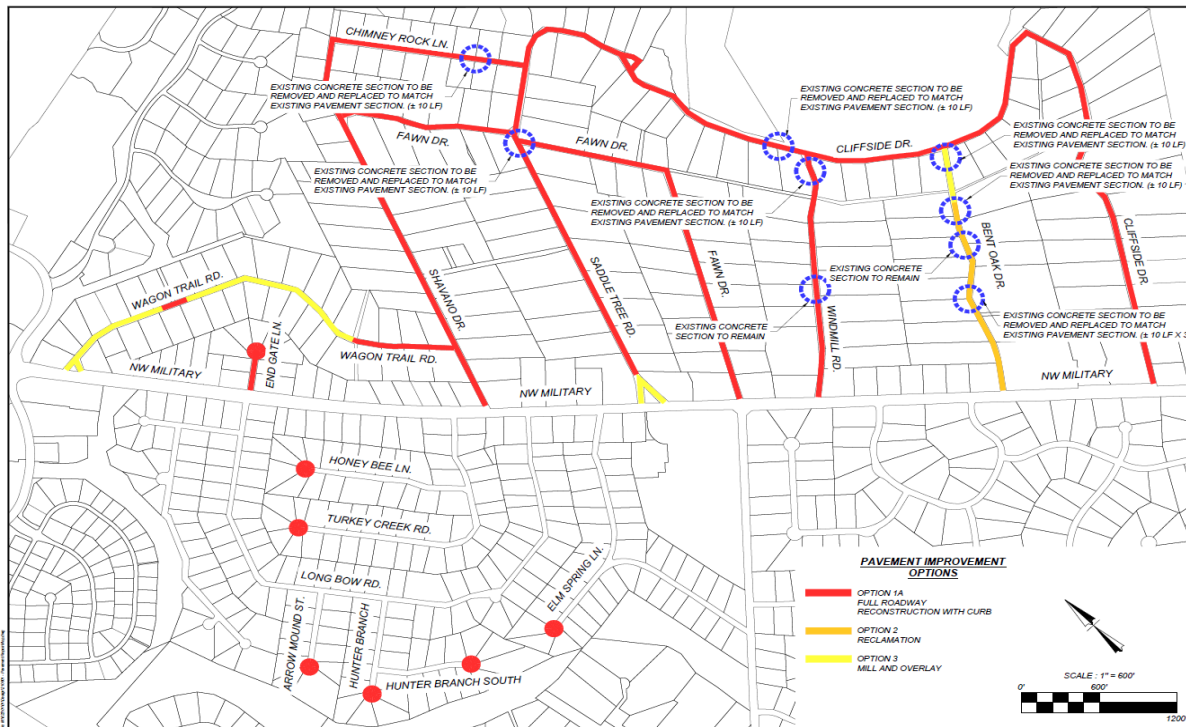 CHIMNEY ROCK LN.
EXISTING CONCRETE SECTION TO BE
REMOVED AND REPLACED TO MATCH
EXISTING PAVEMENT SECTION. (± 10 LF)
EXISTING CONCRETE SECTION TO BE
REMOVED AND REPLACED TO MATCH
EXISTING PAVEMENT SECTION. (± 10 LF)
EXISTING CONCRETE SECTION TO BE
REMOVED AND REPLACED TO MATCH
EXISTING PAVEMENT SECTION. (± 10 LF)
FAWN DR.
FAWN DR.
CLIFFSIDE DR.
EXISTING CONCRETE SECTION TO BE
REMOVED AND REPLACED TO MATCH
EXISTING PAVEMENT SECTION. (± 10 LF)
EXISTING CONCRETE SECTION TO BE
REMOVED AND REPLACED TO MATCH
EXISTING PAVEMENT SECTION. (± 10 LF)
EXISTING CONCRETE SECTION TO BE
REMOVED AND REPLACED TO MATCH
EXISTING PAVEMENT SECTION. (± 10 LF)
BENT OAK DR.
CLIFFSIDE DR.
WAGON TRAIL RD.
SHAVANO DR.
SADDLE TREE RD.
FAWN DR.
EXISTING CONCRETE
SECTION TO REMAIN
EXISTING CONCRETE
SECTION TO REMAIN
WINDMILL RD.
EXISTING CONCRETE SECTION TO BE
REMOVED AND REPLACED TO MATCH
EXISTING PAVEMENT SECTION. (± 10 LF X 3
END GATE LN.
WAGON TRAIL RD.
NW MILITARY
NW MILITARY
NW MILITARY
HONEY BEE LN.
TURKEY CREEK RD.
LONG BOW RD.
ELM SPRING LN.
ARROW MOUND ST.
HUNTER BRANCH
HUNTER BRANCH SOUTH
PAVEMENT IMPROVEMENT
OPTIONS
OPTION 1A
FULL ROADWAY
RECONSTRUCTION WITH CURB
OPTION 2
RECLAMATION
OPTION 3
MILL AND OVERLAY
SCALE : 1" = 600'
0' 600'
1200